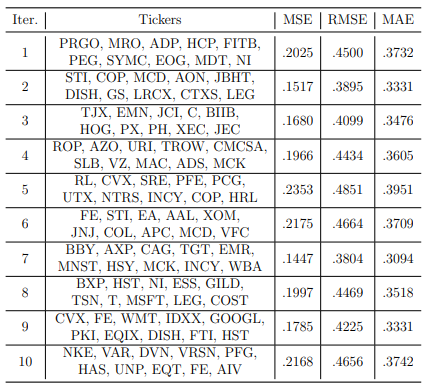 Iter. Tickers MSE RMSE MAE
PRGO, MRO, ADP, HCP, FITB,
1 .2025 .4500 .3732
PEG, SYMC, EOG, MDT, NI
STI, COP, MCD, AON, JBHT,
2 .1517 .3895 .3331
DISH, GS, LRCX, CTXS, LEG
TJX, EMN, JCI, C, BIIB,
3 .1680 .4099 .3476
HOG, PX, PH, XEC, JEC
ROP, AZO, URI, TROW, CMCSA,
4 .1966 .4434 .3605
SLB, VZ, MAC, ADS, MCK
RL, CVX, SRE, PFE, PCG,
5 .2353 .4851 .3951
UTX, NTRS, INCY, COP, HRL
FE, STI, EA, AAL, XOM,
6 .2175 .4664 .3709
JNJ, COL, APC, MCD, VFC
BBY, AXP, CAG, TGT, EMR,
7 .1447 .3804 .3094
MNST, HSY, MCK, INCY, WBA
BXP, HST, NI, ESS, GILD,
8 .1997 .4469 .3518
TSN, T, MSFT, LEG, COST
CVX, FE, WMT, IDXX, GOOGL,
9 .1785 .4225 .3331
PKI, EQIX, DISH, FTI, HST
NKE, VAR, DVN, VRSN, PFG,
10 .2168 .4656 .3742
HAS, UNP, EQT, FE, AIV